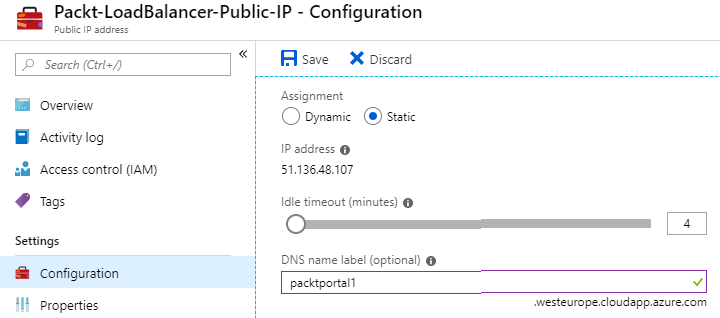 Packt-LoadBalancer-Public-IP - Configuration
Public IP address
Search (Ctrl+/)
«
Overview
Activity log
Access control (IAM)
Tags
Settings
Configuration
Properties
Save Discard
Assignment
Dynamic Static
IP address
51.136.48.107
Idle timeout (minutes)
4
DNS name label (optional)
packtportal1
.westeurope.cloudapp.azure.com